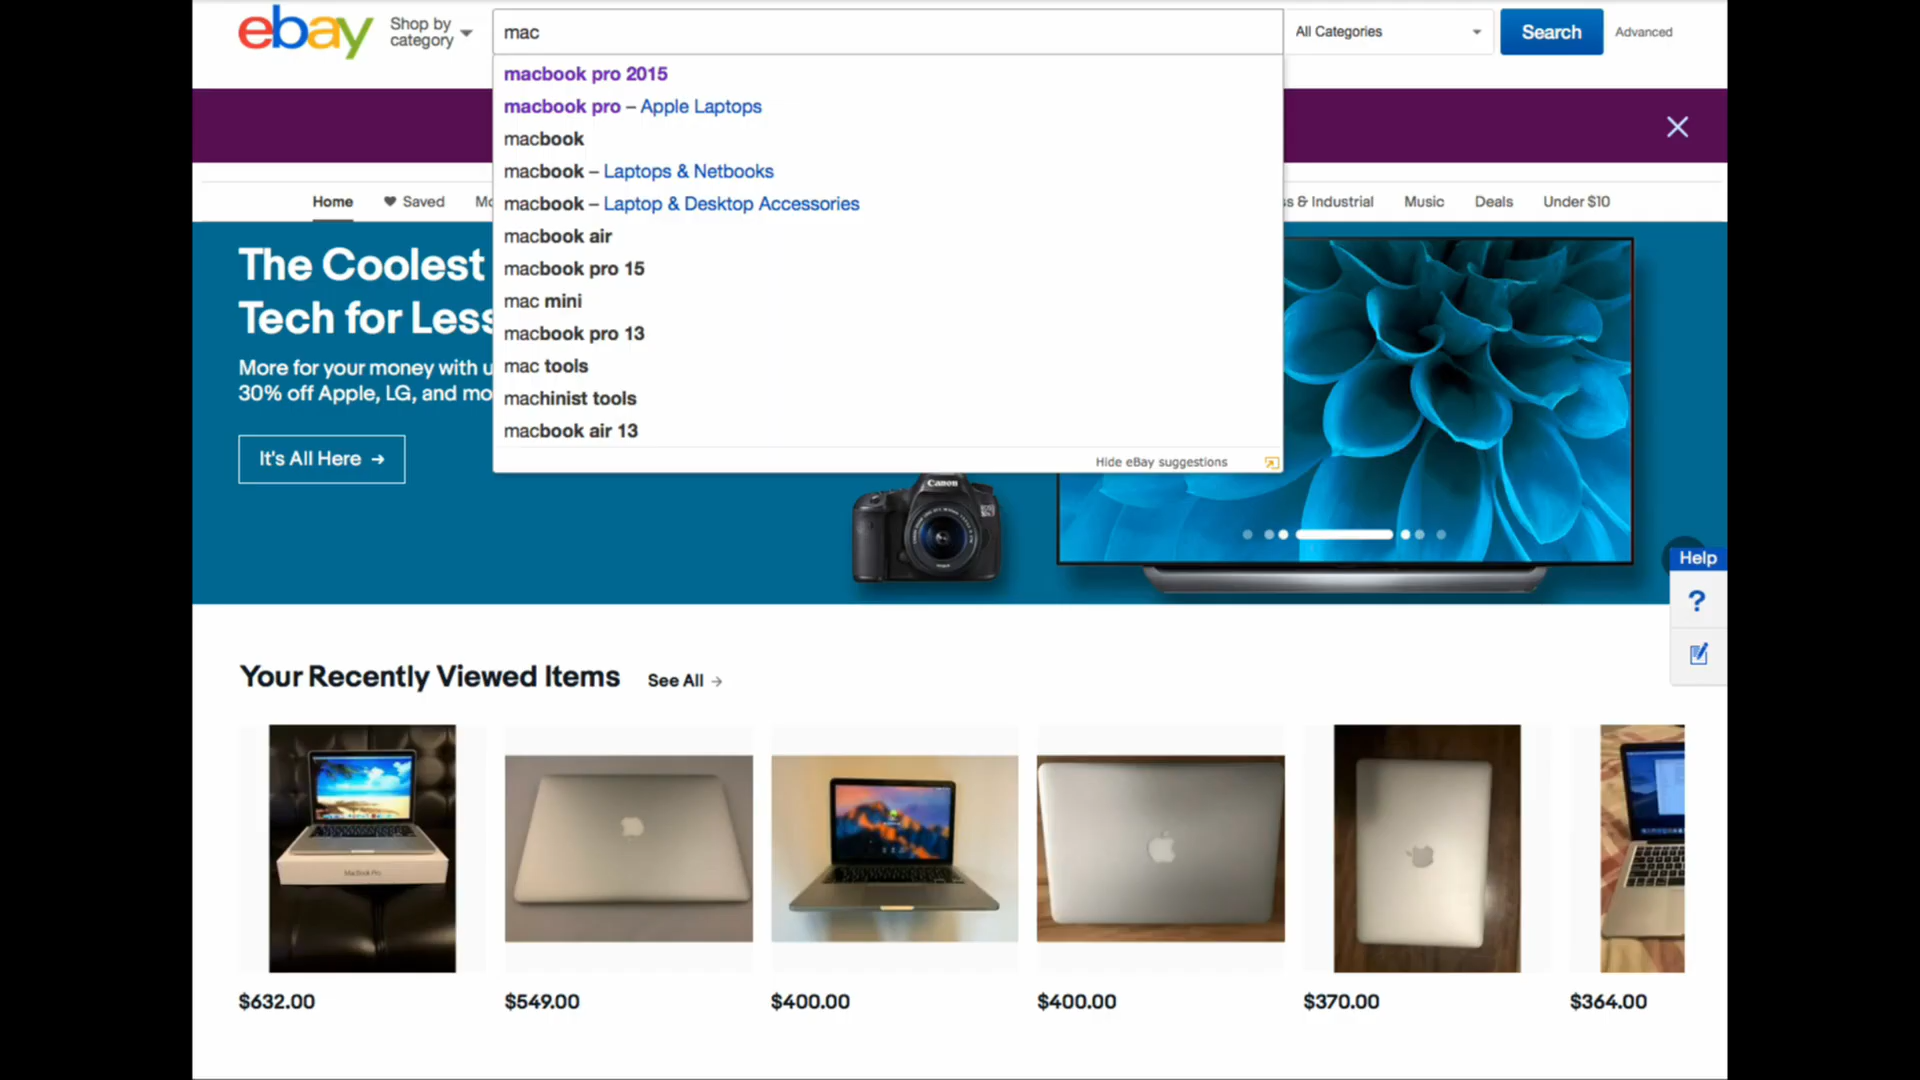 ebay
Shop by
category
mac
All Categories
Search
Advanced
macbook pro 2015
macbook pro – Apple Laptops
macbook
macbook – Laptops & Netbooks
macbook – Laptop & Desktop Accessories
macbook air
macbook pro 15
mac mini
macbook pro 13
mac tools
machinist tools
macbook air 13
Hide eBay suggestions
Home
Saved
Mo
s & Industrial
Music
Deals
Under $10
The Coolest
Tech for Less
More for your money with u
30% off Apple, LG, and mo
It's All Here →
Canon
Help
?
Your Recently Viewed Items
See All →
MacBook Pro
$632.00
$549.00
$400.00
$400.00
$370.00
$364.00